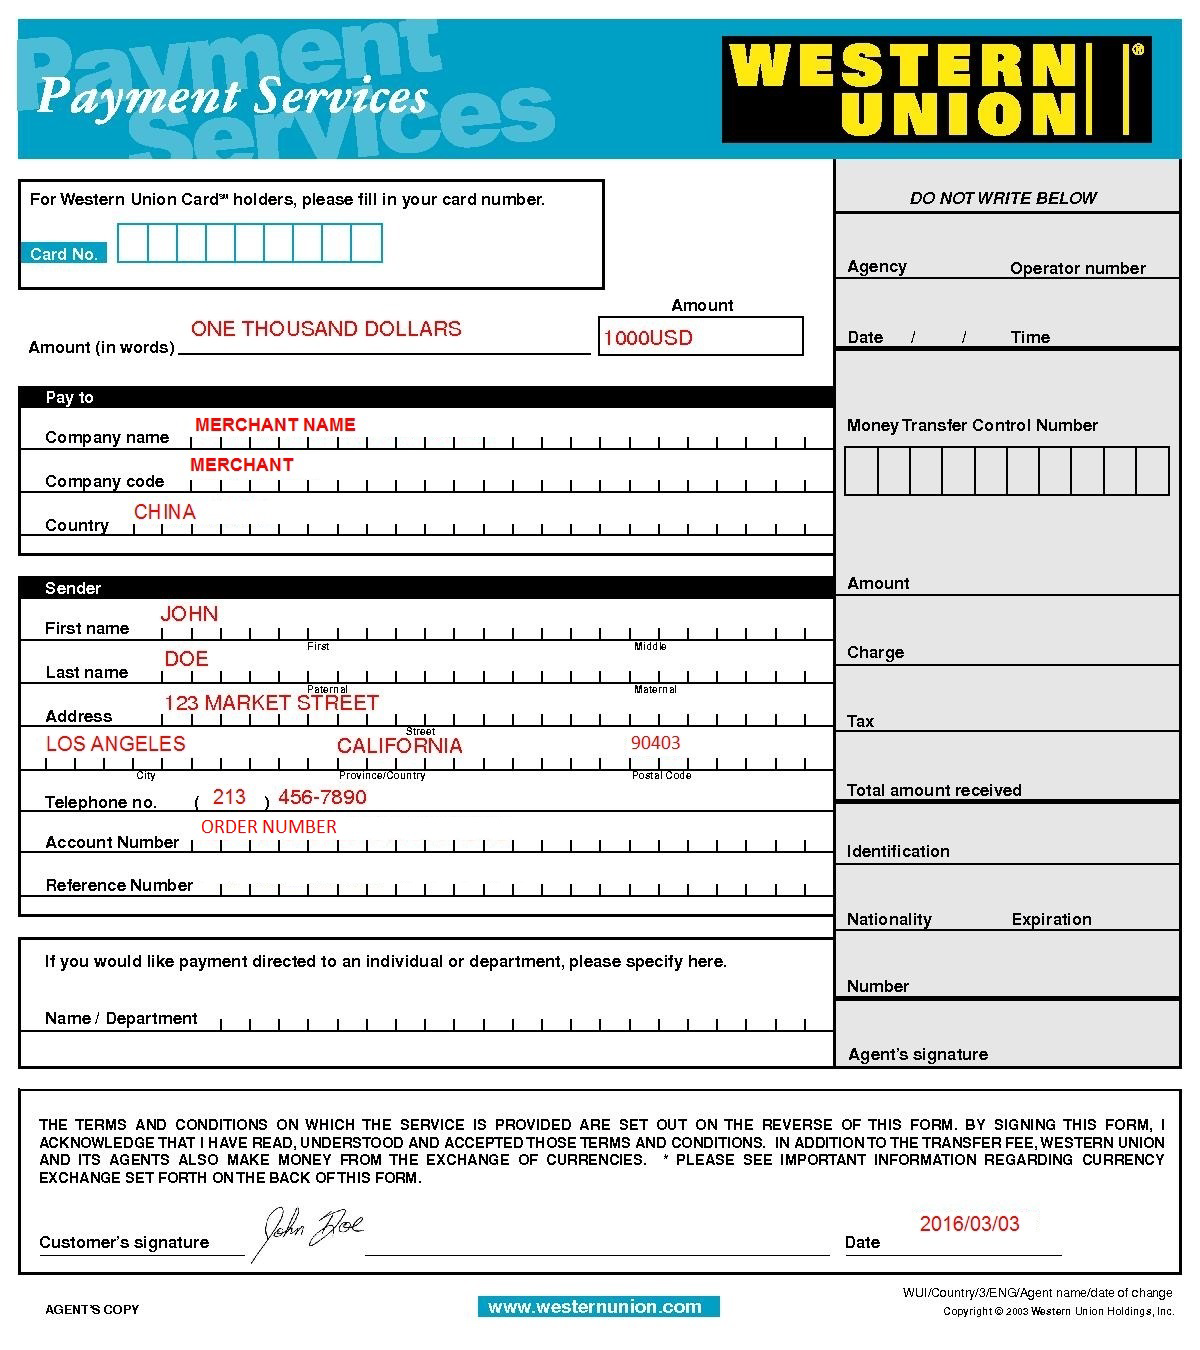 Payment Services
Payment Services
WESTERN UNION®
For Western Union Card℠ holders, please fill in your card number.
Card No.
DO NOT WRITE BELOW
Agency Operator number
Date / / Time
Amount
Amount (in words) ONE THOUSAND DOLLARS 1000USD
Pay to
Company name MERCHANT NAME
Company code MERCHANT
Country CHINA
Money Transfer Control Number
Amount
Charge
Tax
Total amount received
Identification
Nationality Expiration
Number
Agent's signature
Sender
First name JOHN
First Middle
Last name DOE
Paternal Maternal
Address 123 MARKET STREET
Street
LOS ANGELES CALIFORNIA 90403
City Province/Country Postal Code
Telephone no. ( 213 ) 456-7890
Account Number ORDER NUMBER
Reference Number
If you would like payment directed to an individual or department, please specify here.
Name / Department
THE TERMS AND CONDITIONS ON WHICH THE SERVICE IS PROVIDED ARE SET OUT ON THE REVERSE OF THIS FORM. BY SIGNING THIS FORM, I
ACKNOWLEDGE THAT I HAVE READ, UNDERSTOOD AND ACCEPTED THOSE TERMS AND CONDITIONS. IN ADDITION TO THE TRANSFER FEE, WESTERN UNION
AND ITS AGENTS ALSO MAKE MONEY FROM THE EXCHANGE OF CURRENCIES. * PLEASE SEE IMPORTANT INFORMATION REGARDING CURRENCY
EXCHANGE SET FORTH ON THE BACK OF THIS FORM.
Customer's signature John Doe Date 2016/03/03
AGENT'S COPY
www.westernunion.com
WUI/Country/3/ENG/Agent name/date of change
Copyright © 2003 Western Union Holdings, Inc.